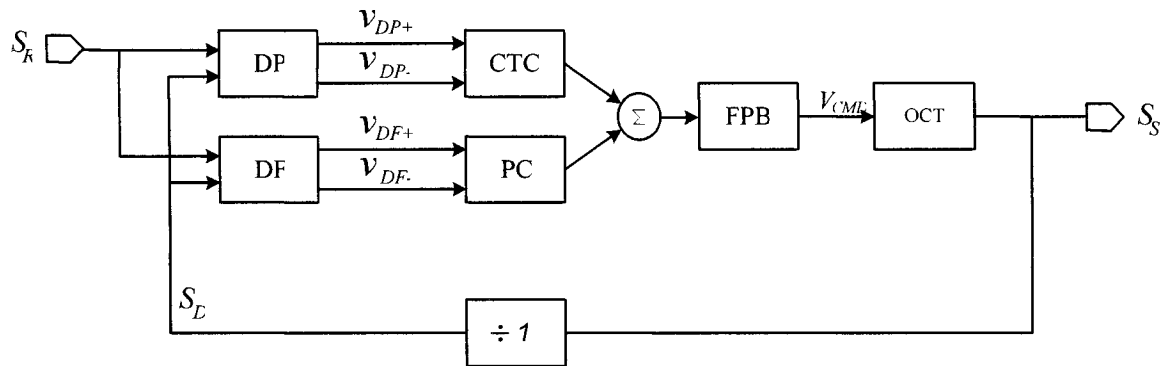 V_DP+
S_R
DP
CTC
V_DP-
Σ
FPB
V_CME
OCT
S_S
V_DF+
DF
PC
V_DF-
S_D
÷ 1